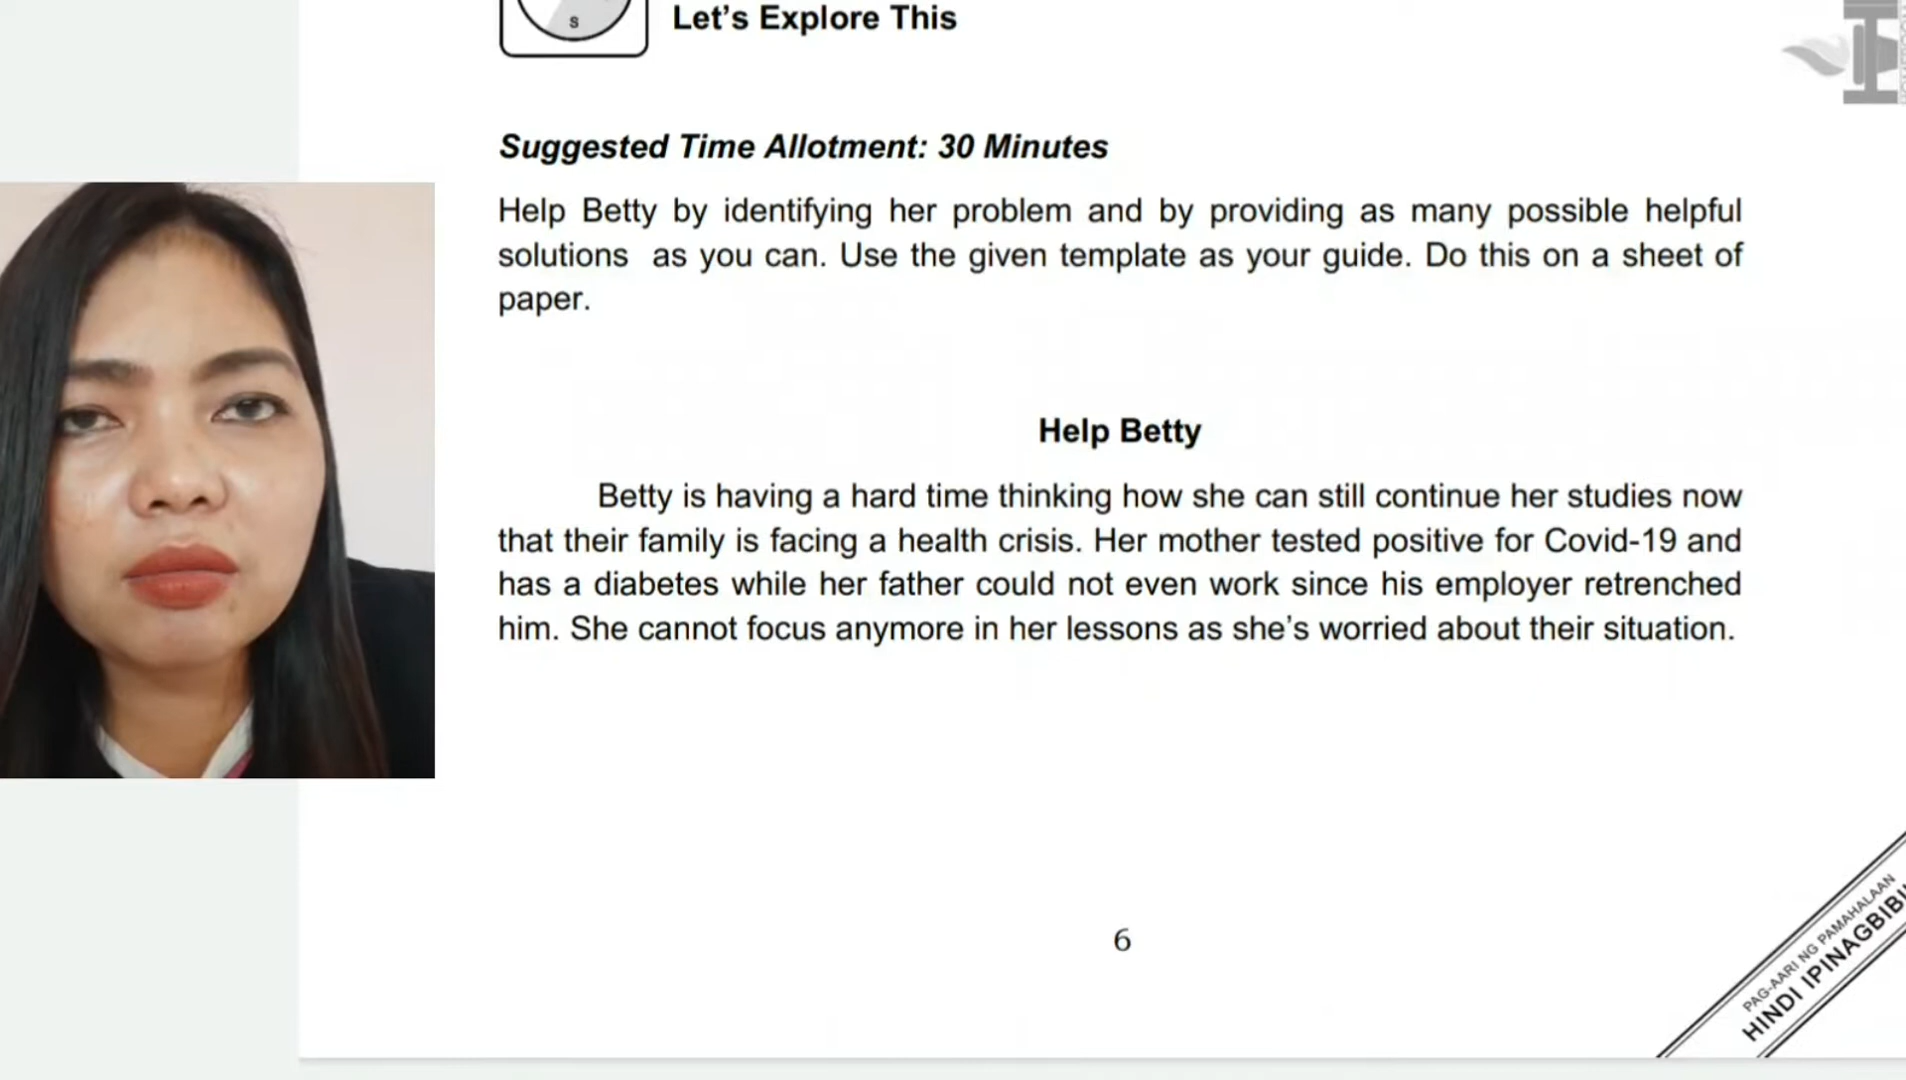 S
Let's Explore This
Suggested Time Allotment: 30 Minutes
Help Betty by identifying her problem and by providing as many possible helpful
solutions as you can. Use the given template as your guide. Do this on a sheet of
paper.
Help Betty
Betty is having a hard time thinking how she can still continue her studies now
that their family is facing a health crisis. Her mother tested positive for Covid-19 and
has a diabetes while her father could not even work since his employer retrenched
him. She cannot focus anymore in her lessons as she's worried about their situation.
6
PAG-AARI NG PAMAHALAAN
HINDI